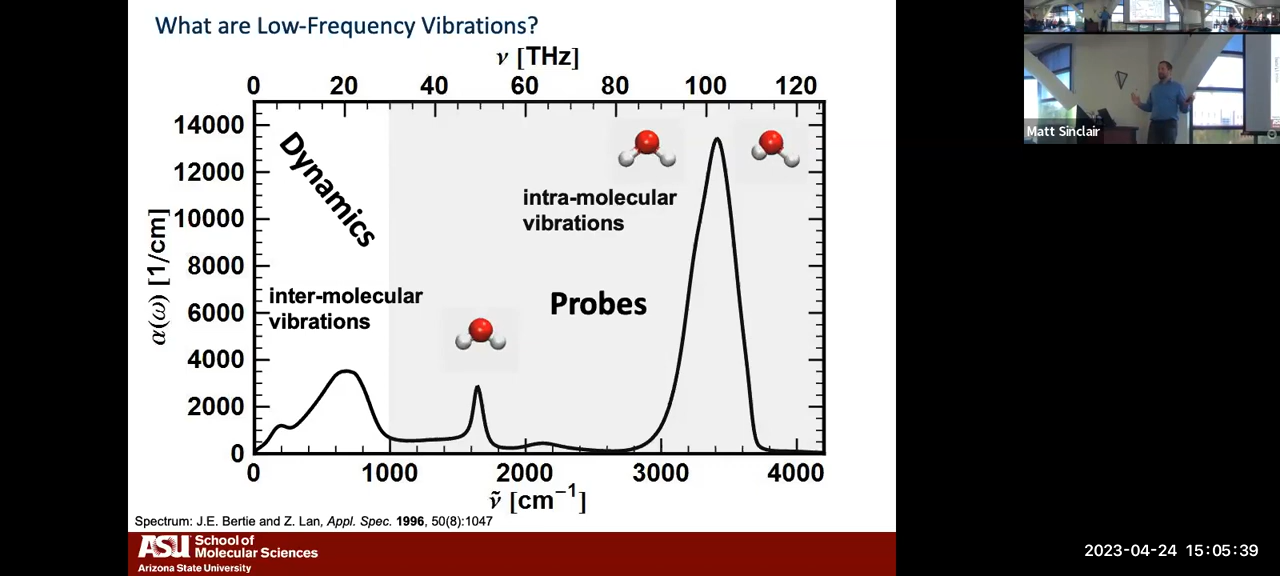 What are Low-Frequency Vibrations?
ν [THz]
0 20 40 60 80 100 120
14000
12000
10000
8000
6000
4000
2000
0
α(ω) [1/cm]
Dynamics
inter-molecular
vibrations
intra-molecular
vibrations
Probes
0 1000 2000 3000 4000
ν̃ [cm⁻¹]
Spectrum: J.E. Bertie and Z. Lan, Appl. Spec. 1996, 50(8):1047
ASU School of
Molecular Sciences
Arizona State University
Matt Sinclair
2023-04-24 15:05:39